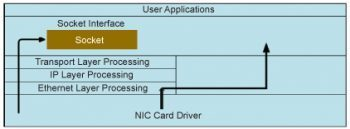 User Applications
Socket Interface
Socket
Transport Layer Processing
IP Layer Processing
Ethernet Layer Processing
NIC Card Driver